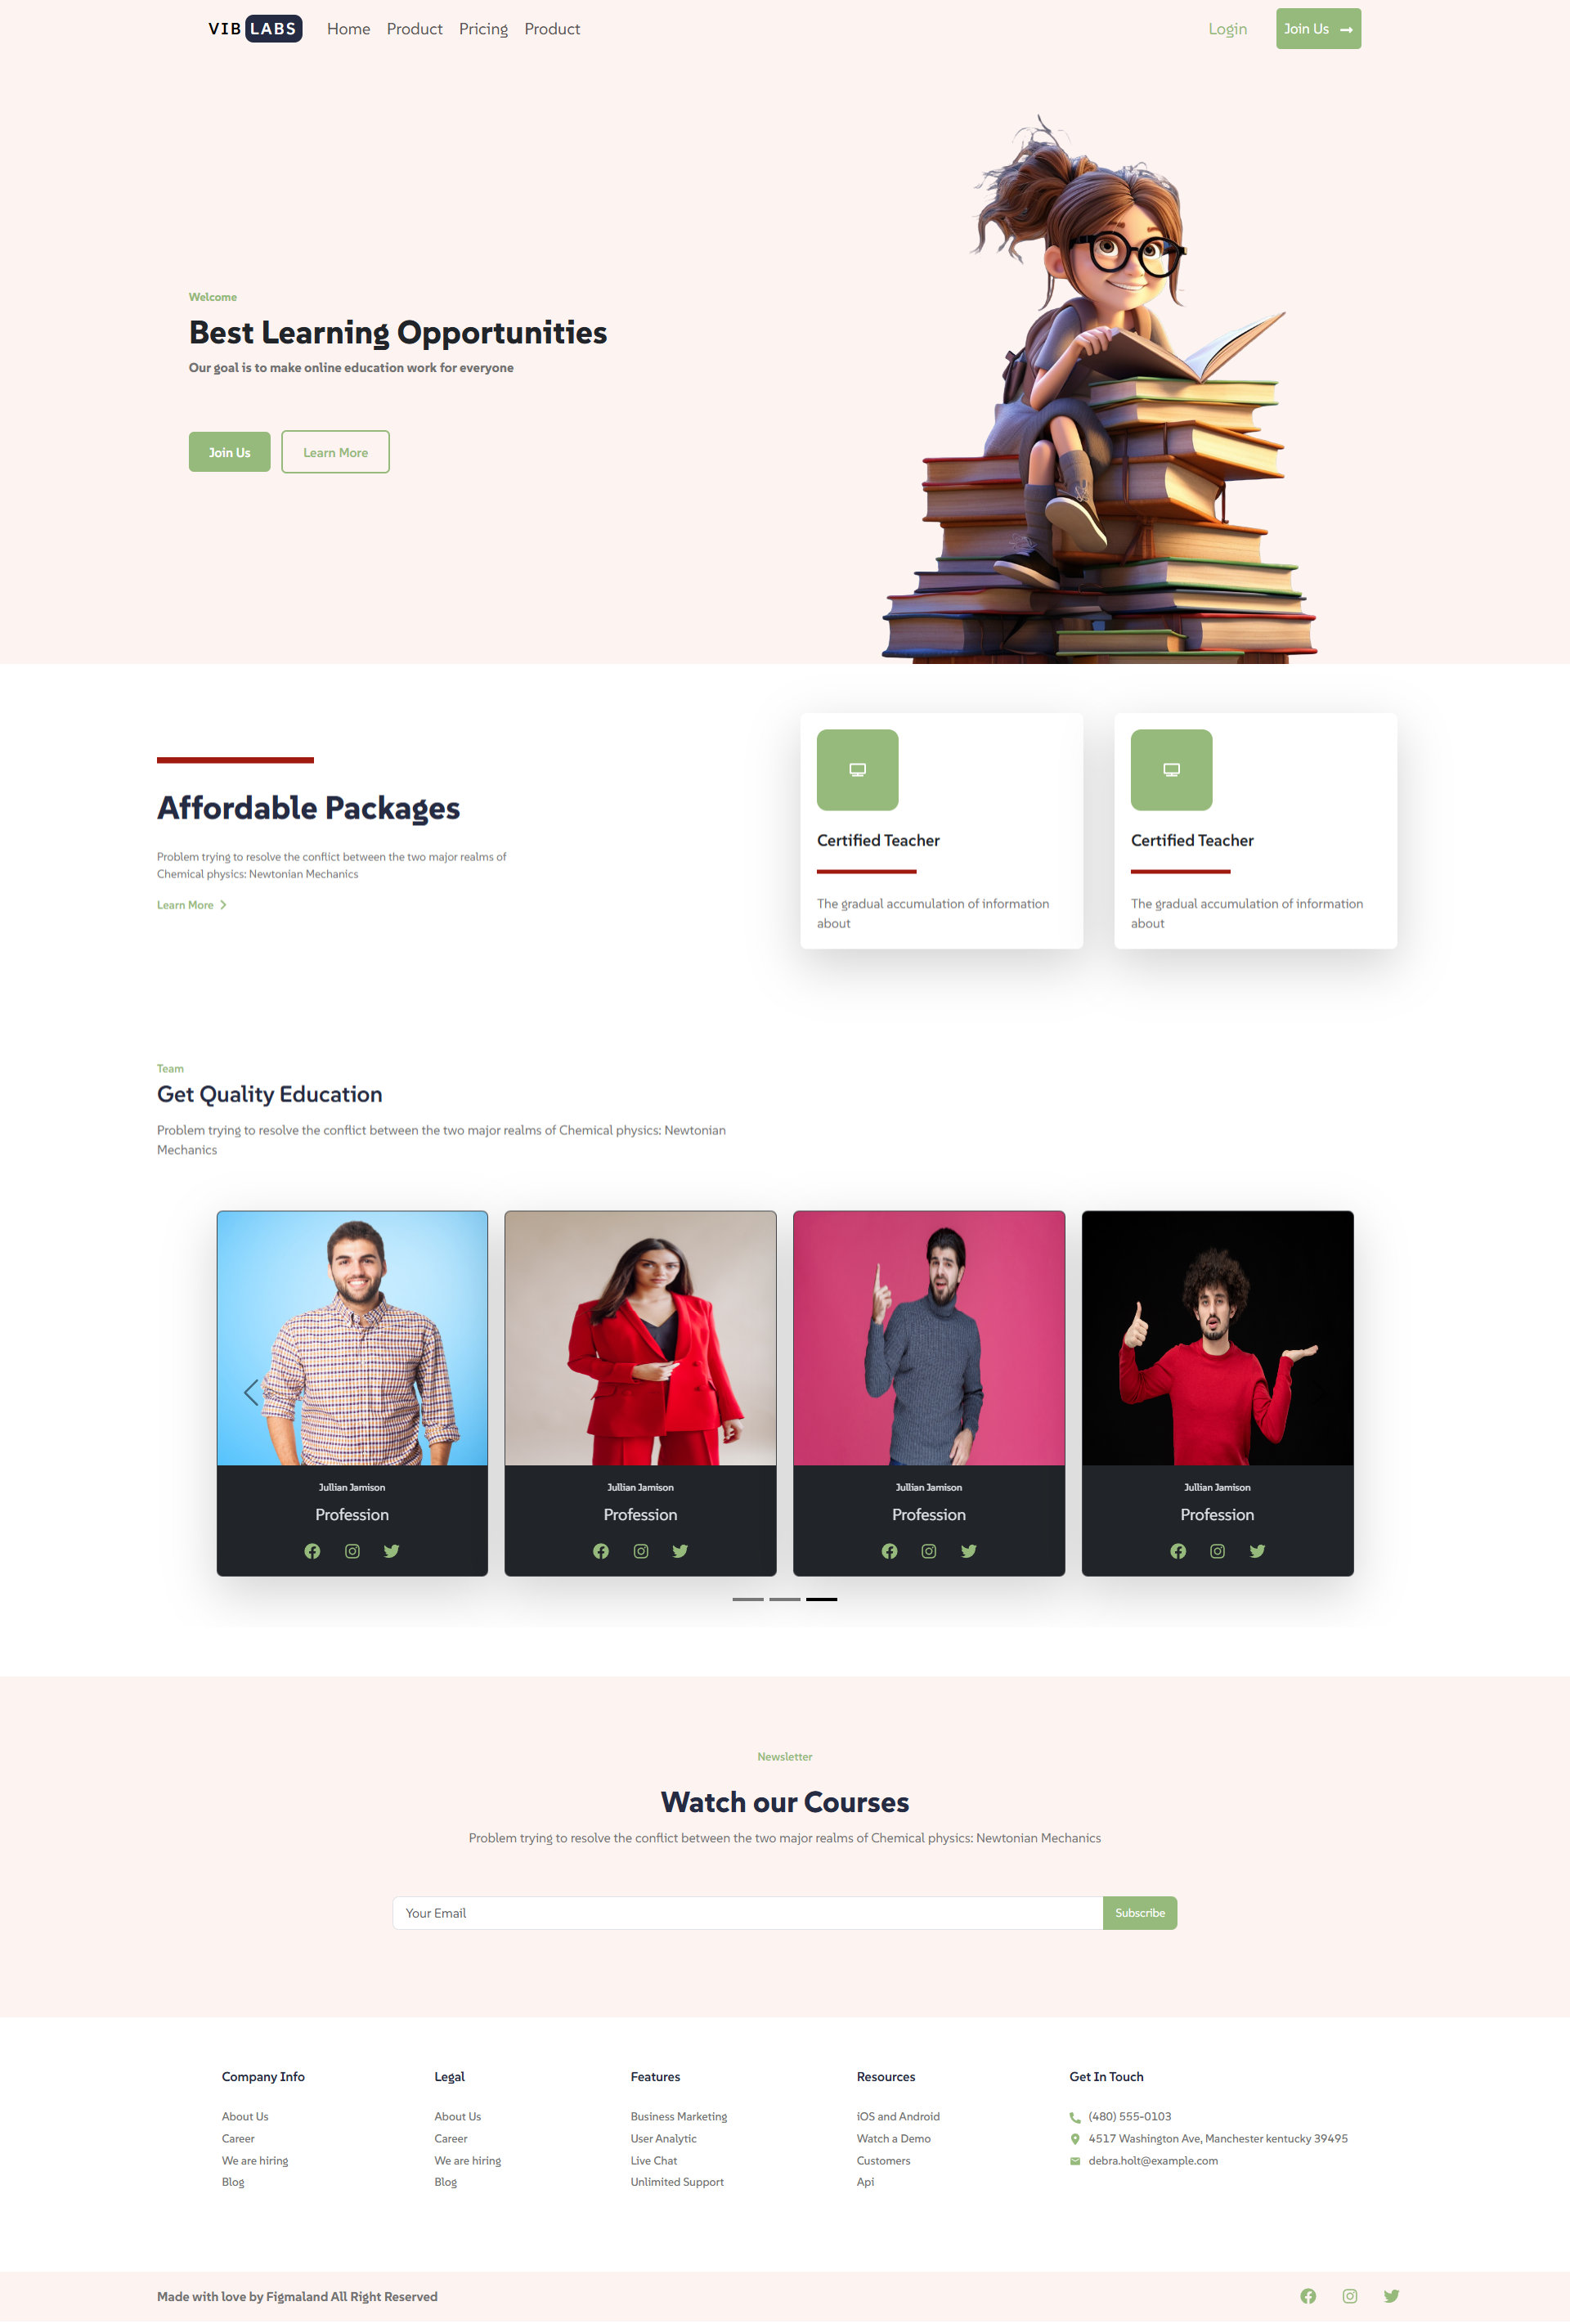 VIB LABS Home Product Pricing Product Login Join Us
Welcome
Best Learning Opportunities
Our goal is to make online education work for everyone
Join Us Learn More
Affordable Packages
Problem trying to resolve the conflict between the two major realms of
Chemical physics: Newtonian Mechanics
Learn More
Certified Teacher
The gradual accumulation of information
about
Certified Teacher
The gradual accumulation of information
about
Team
Get Quality Education
Problem trying to resolve the conflict between the two major realms of Chemical physics: Newtonian
Mechanics
Jullian Jamison
Profession
Jullian Jamison
Profession
Jullian Jamison
Profession
Jullian Jamison
Profession
Newsletter
Watch our Courses
Problem trying to resolve the conflict between the two major realms of Chemical physics: Newtonian Mechanics
Your Email Subscribe
Company Info
About Us
Career
We are hiring
Blog
Legal
About Us
Career
We are hiring
Blog
Features
Business Marketing
User Analytic
Live Chat
Unlimited Support
Resources
iOS and Android
Watch a Demo
Customers
Api
Get In Touch
(480) 555-0103
4517 Washington Ave, Manchester kentucky 39495
debra.holt@example.com
Made with love by Figmaland All Right Reserved